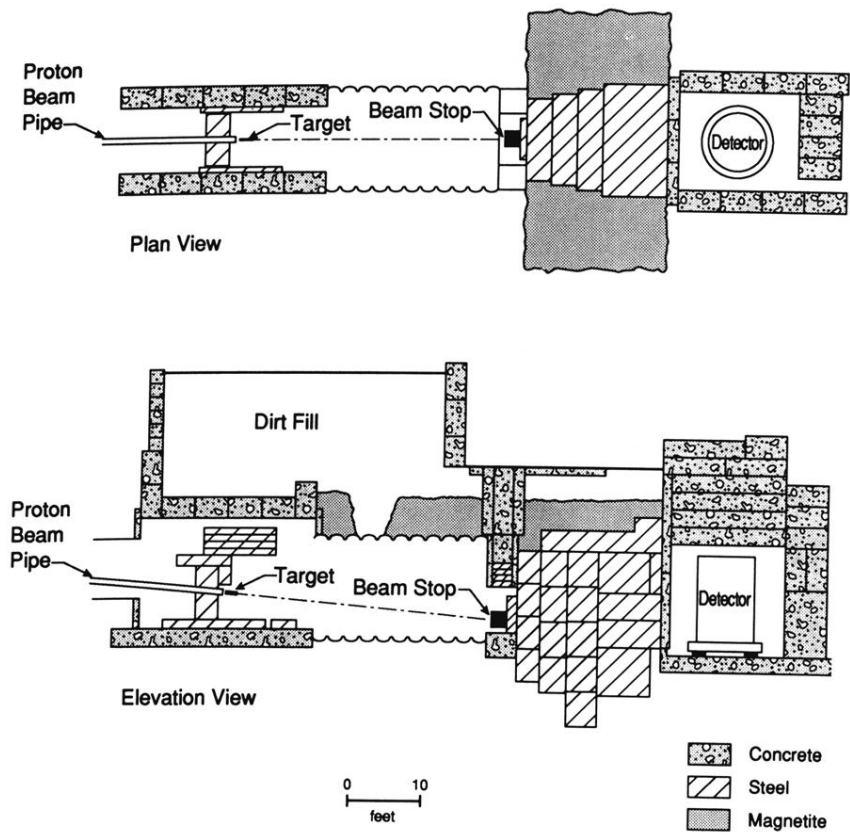 Proton
Beam
Pipe
Target
Beam Stop
Detector
Plan View
Dirt Fill
Proton
Beam
Pipe
Target
Beam Stop
Detector
Elevation View
0 10
feet
Concrete
Steel
Magnetite